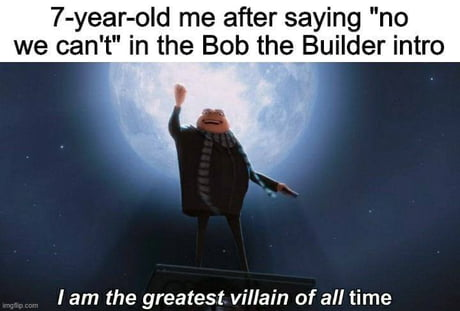 7-year-old me after saying "no
we can't" in the Bob the Builder intro
I am the greatest villain of all time
imgflip.com